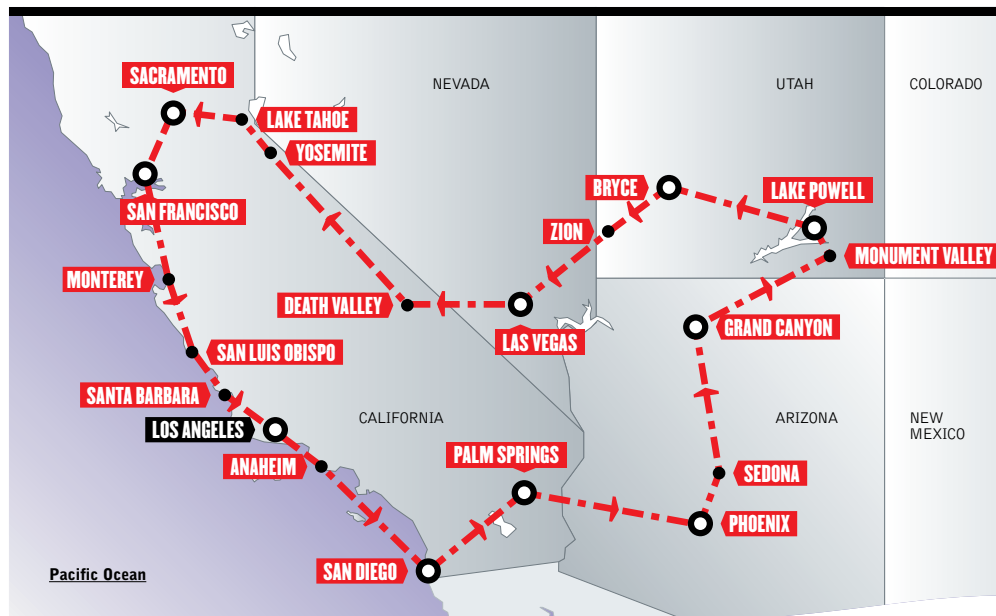 NEVADA
UTAH
COLORADO
SACRAMENTO
LAKE TAHOE
YOSEMITE
BRYCE
LAKE POWELL
SAN FRANCISCO
ZION
MONUMENT VALLEY
MONTEREY
DEATH VALLEY
LAS VEGAS
GRAND CANYON
SAN LUIS OBISPO
SANTA BARBARA
CALIFORNIA
ARIZONA
NEW
MEXICO
LOS ANGELES
PALM SPRINGS
ANAHEIM
SEDONA
PHOENIX
SAN DIEGO
Pacific Ocean